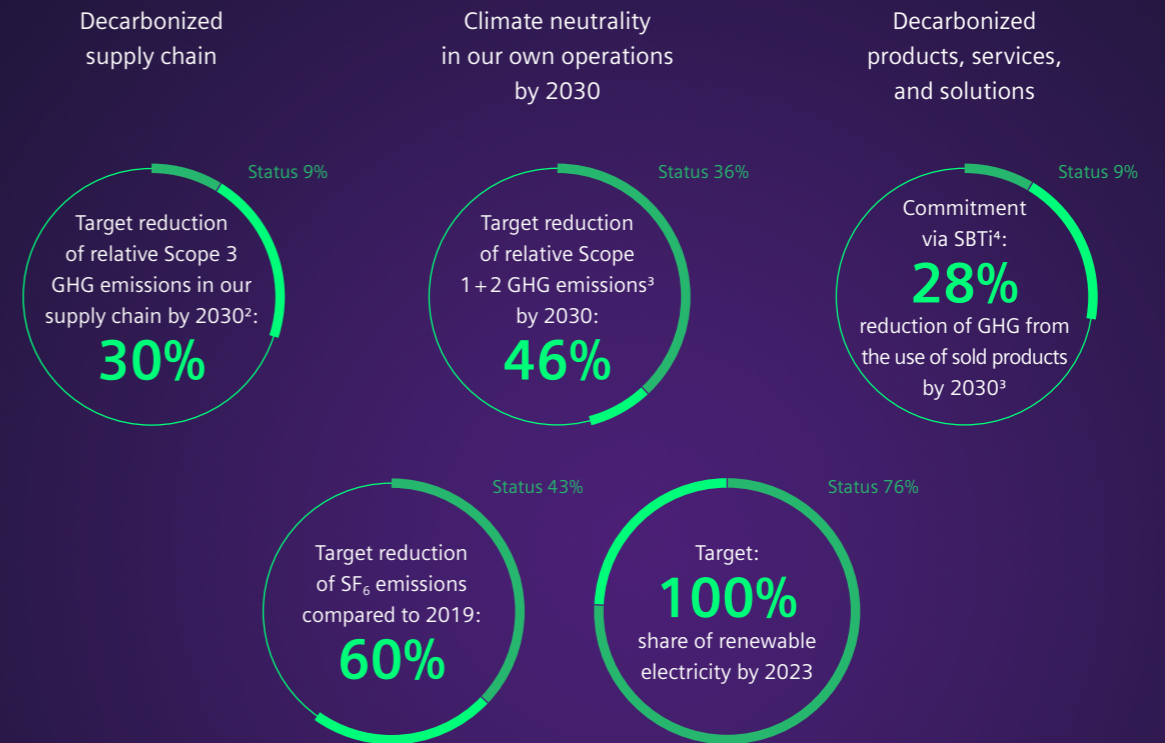 Decarbonized
supply chain
Climate neutrality
in our own operations
by 2030
Decarbonized
products, services,
and solutions
Status 9%
Target reduction
of relative Scope 3
GHG emissions in our
supply chain by 2030²:
30%
Status 36%
Target reduction
of relative Scope
1+2 GHG emissions³
by 2030:
46%
Status 9%
Commitment
via SBTi⁴:
28%
reduction of GHG from
the use of sold products
by 2030³
Status 43%
Target reduction
of SF₆ emissions
compared to 2019:
60%
Status 76%
Target:
100%
share of renewable
electricity by 2023